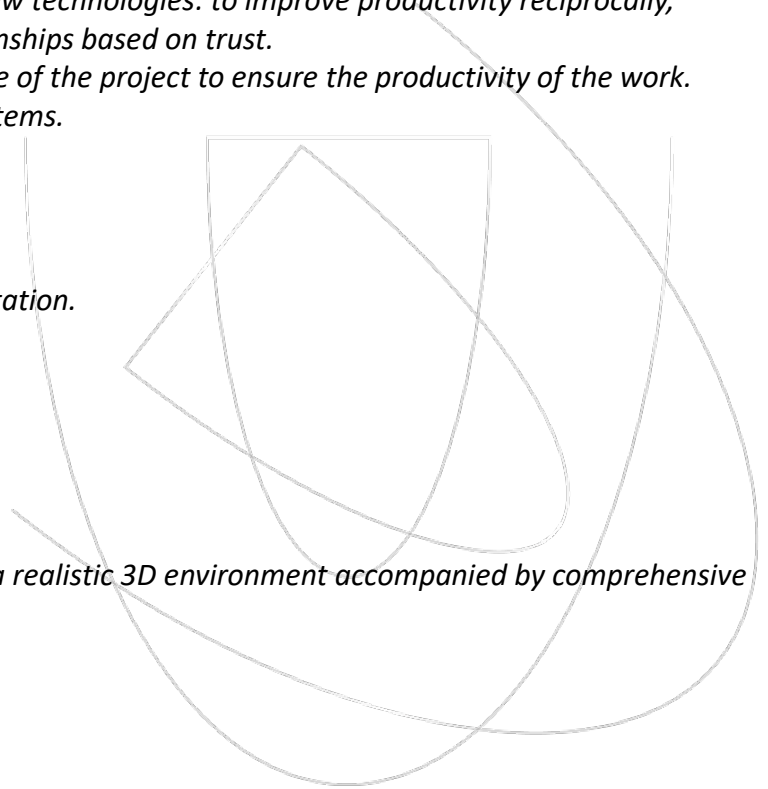 w technologies: to improve productivity reciprocally,
nships based on trust.
e of the project to ensure the productivity of the work.
tems.
ration.
a realistic 3D environment accompanied by comprehensive